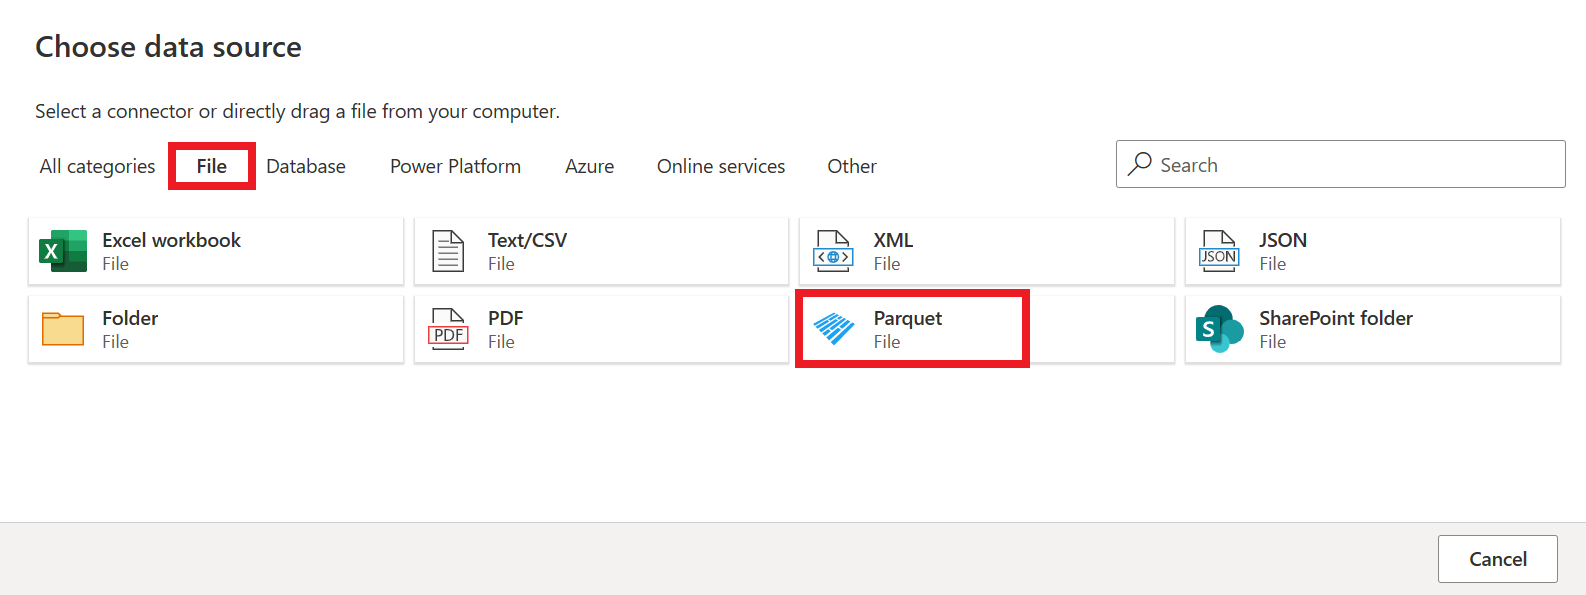 Choose data source
Select a connector or directly drag a file from your computer.
All categories File Database Power Platform Azure Online services Other Search
X Excel workbook
File
Text/CSV
File
XML
File
JSON JSON
File
Folder
File
PDF PDF
File
Parquet
File
S SharePoint folder
File
Cancel